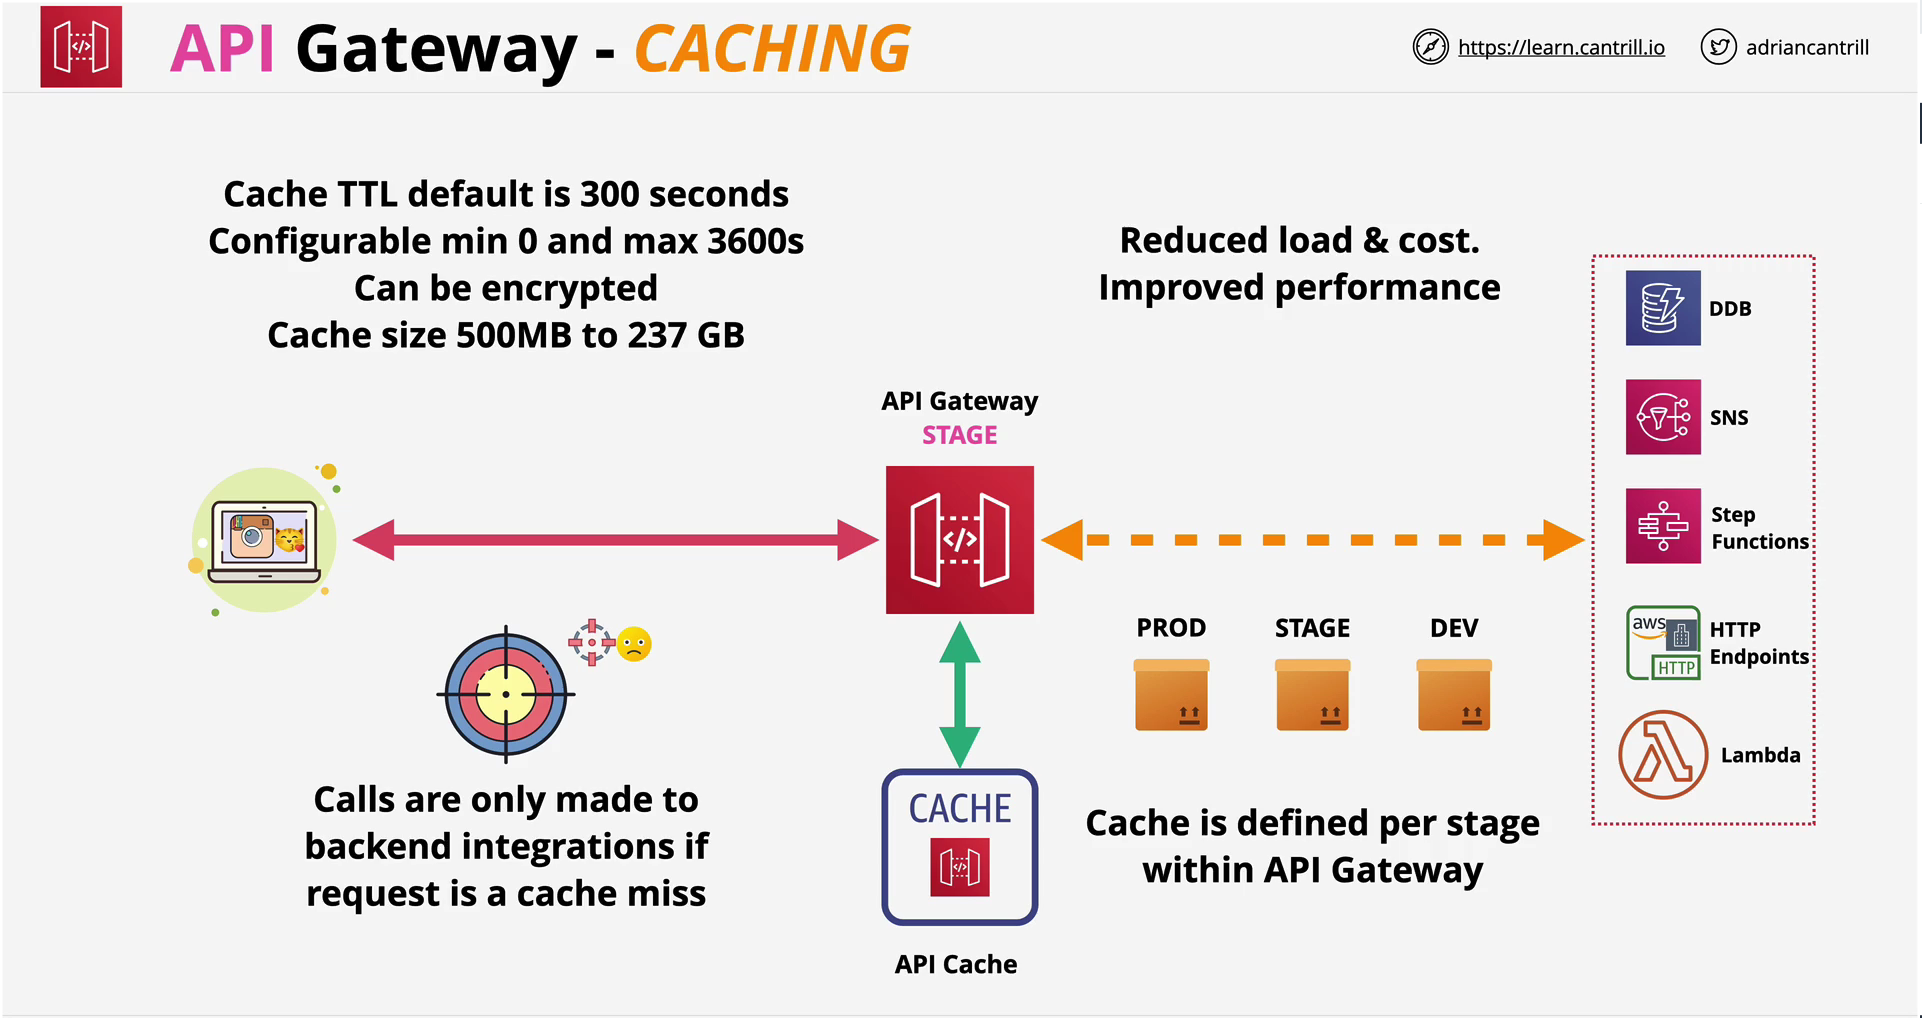 API Gateway - CACHING
https://learn.cantrill.io
adriancantrill
Cache TTL default is 300 seconds
Configurable min 0 and max 3600s
Can be encrypted
Cache size 500MB to 237 GB
Reduced load & cost.
Improved performance
API Gateway
STAGE
</>
DDB
SNS
Step
Functions
aws
HTTP
HTTP
Endpoints
Lambda
PROD
STAGE
DEV
Calls are only made to
backend integrations if
request is a cache miss
CACHE
API Cache
Cache is defined per stage
within API Gateway